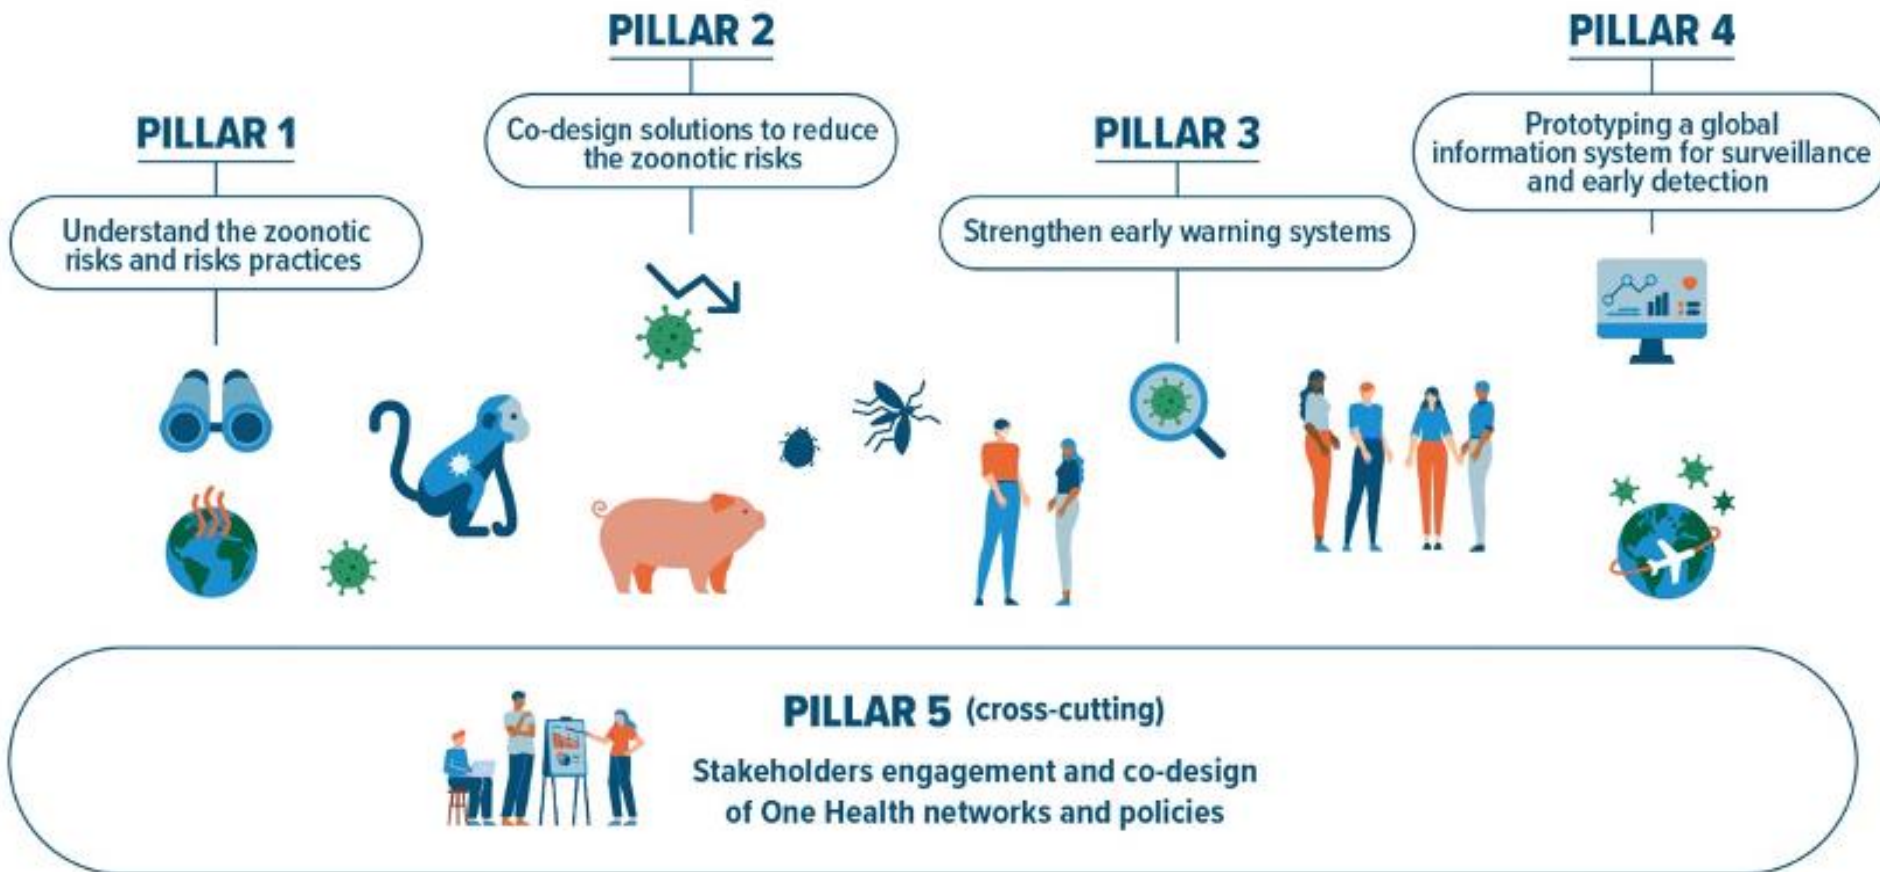 PILLAR 1
Understand the zoonotic
risks and risks practices
PILLAR 2
Co-design solutions to reduce
the zoonotic risks
PILLAR 3
Strengthen early warning systems
PILLAR 4
Prototyping a global
information system for surveillance
and early detection
PILLAR 5 (cross-cutting)
Stakeholders engagement and co-design
of One Health networks and policies